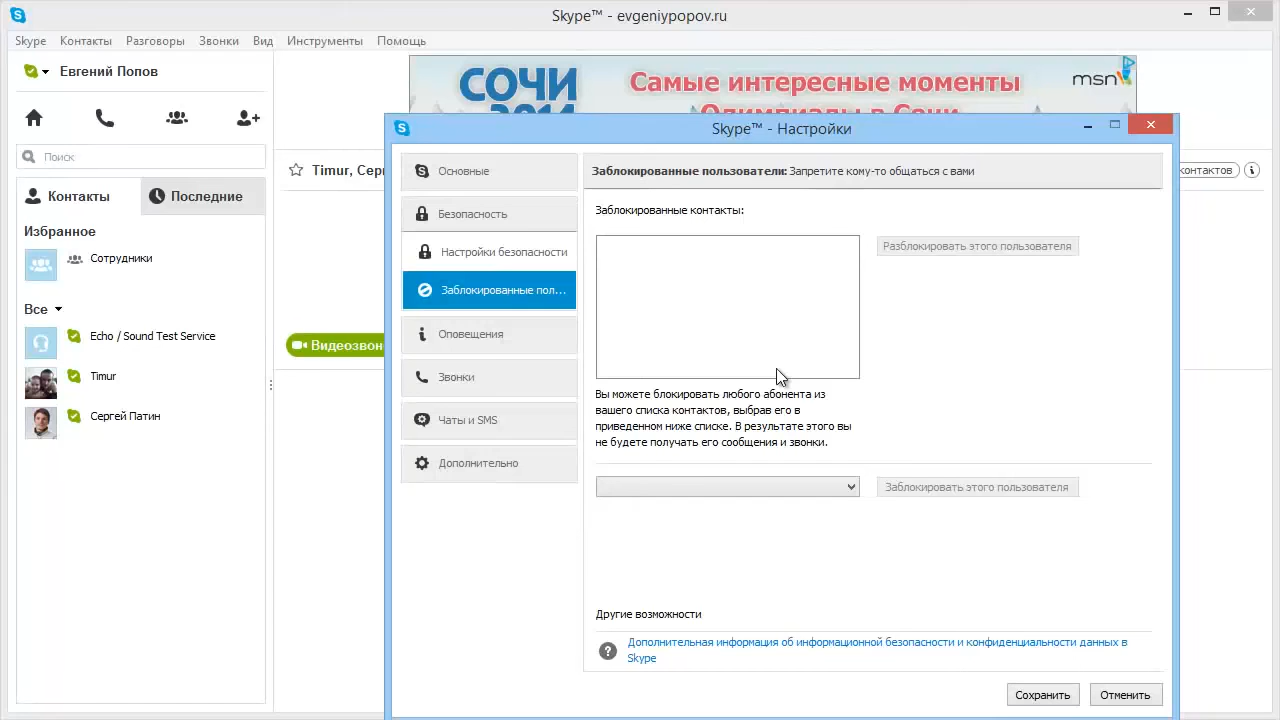 Skype™ - evgeniypopov.ru
Skype Контакты Разговоры Звонки Вид Инструменты Помощь
Евгений Попов
Поиск
Контакты Последние
Избранное
Сотрудники
Все
Echo / Sound Test Service
Timur
Сергей Патин
СОЧИ
2014
Самые интересные моменты
Олимпиады в Сочи
msn
Timur, Сер
контактов
Видеозвон
Skype™ - Настройки
Основные
Безопасность
Настройки безопасности
Заблокированные пол...
Оповещения
Звонки
Чаты и SMS
Дополнительно
Заблокированные пользователи: Запретите кому-то общаться с вами
Заблокированные контакты:
Разблокировать этого пользователя
Вы можете блокировать любого абонента из
вашего списка контактов, выбрав его в
приведенном ниже списке. В результате этого вы
не будете получать его сообщения и звонки.
Заблокировать этого пользователя
Другие возможности
Дополнительная информация об информационной безопасности и конфиденциальности данных в
Skype
Сохранить Отменить